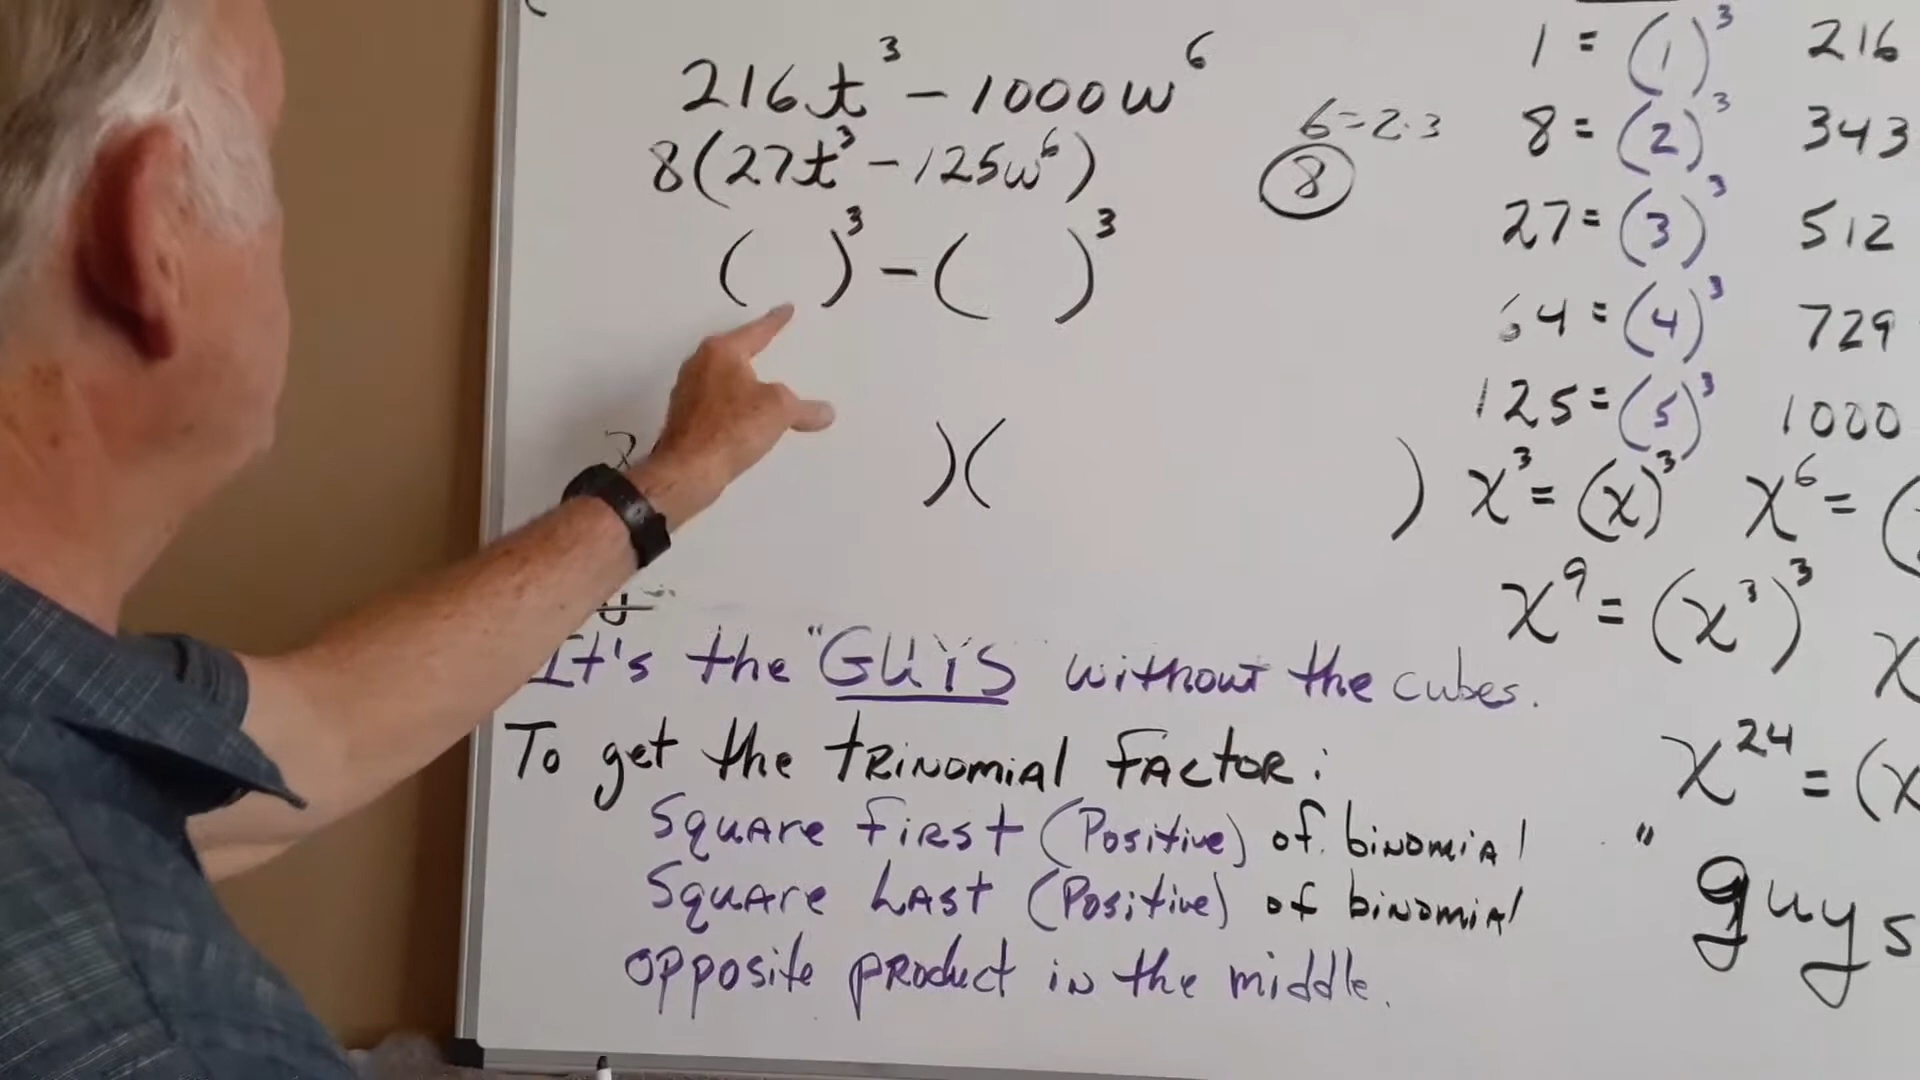 216t³ - 1000w⁶
8(27t³ - 125w⁶)
( )³ - ( )³
)( )
6=2·3
8
1 = (1)³
8 = (2)³
27 = (3)³
64 = (4)³
125 = (5)³
x³ = (x)³
x⁹ = (x³)³
x²⁴ = (x
216
343
512
729
1000
x⁶ = (
x
It's the "GUYS" without the cubes.
To get the TRINOMIAL FACTOR:
Square First (Positive) of binomial
Square Last (Positive) of binomial
opposite product in the middle.
" guys